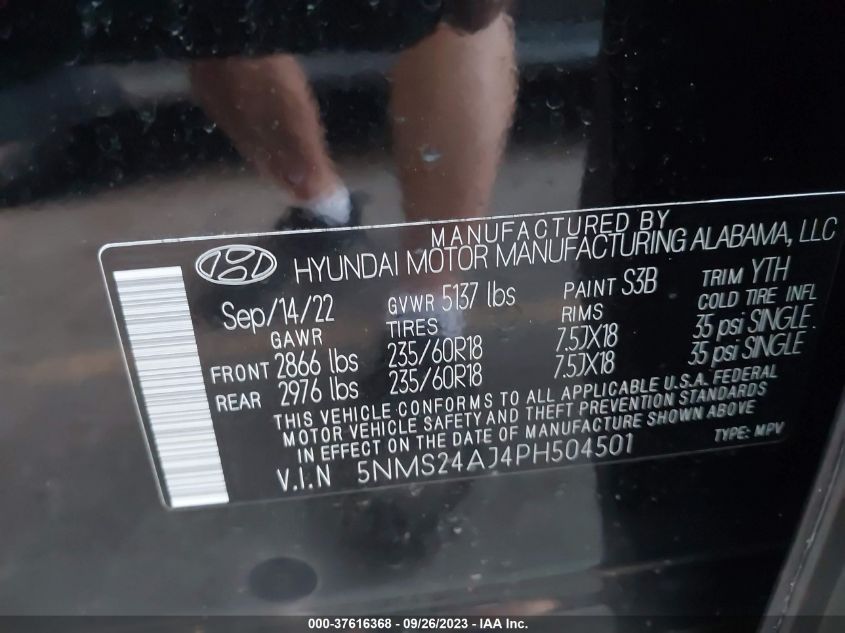 MANUFACTURED BY
HYUNDAI MOTOR MANUFACTURING ALABAMA, LLC
Sep/14/22 GVWR 5137 lbs PAINT S3B TRIM YTH
GAWR TIRES RIMS COLD TIRE INFL
FRONT 2866 lbs 235/60R18 7.5JX18 35 psi SINGLE
REAR 2976 lbs 235/60R18 7.5JX18 35 psi SINGLE
THIS VEHICLE CONFORMS TO ALL APPLICABLE U.S.A. FEDERAL
MOTOR VEHICLE SAFETY AND THEFT PREVENTION STANDARDS
IN EFFECT ON THE DATE OF MANUFACTURE SHOWN ABOVE
V.I.N 5NMS24AJ4PH504501 TYPE: MPV
000-37616368 - 09/26/2023 - IAA Inc.